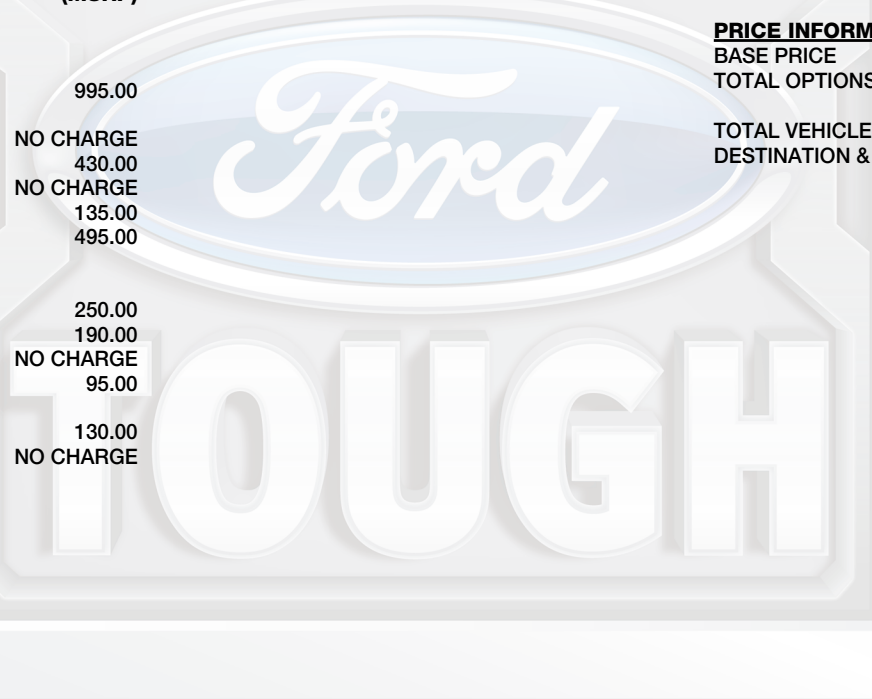 (MSRP)
995.00
NO CHARGE
430.00
NO CHARGE
135.00
495.00
250.00
190.00
NO CHARGE
95.00
130.00
NO CHARGE
PRICE INFORM
BASE PRICE
TOTAL OPTIONS
TOTAL VEHICLE
DESTINATION &
Ford
TOUGH